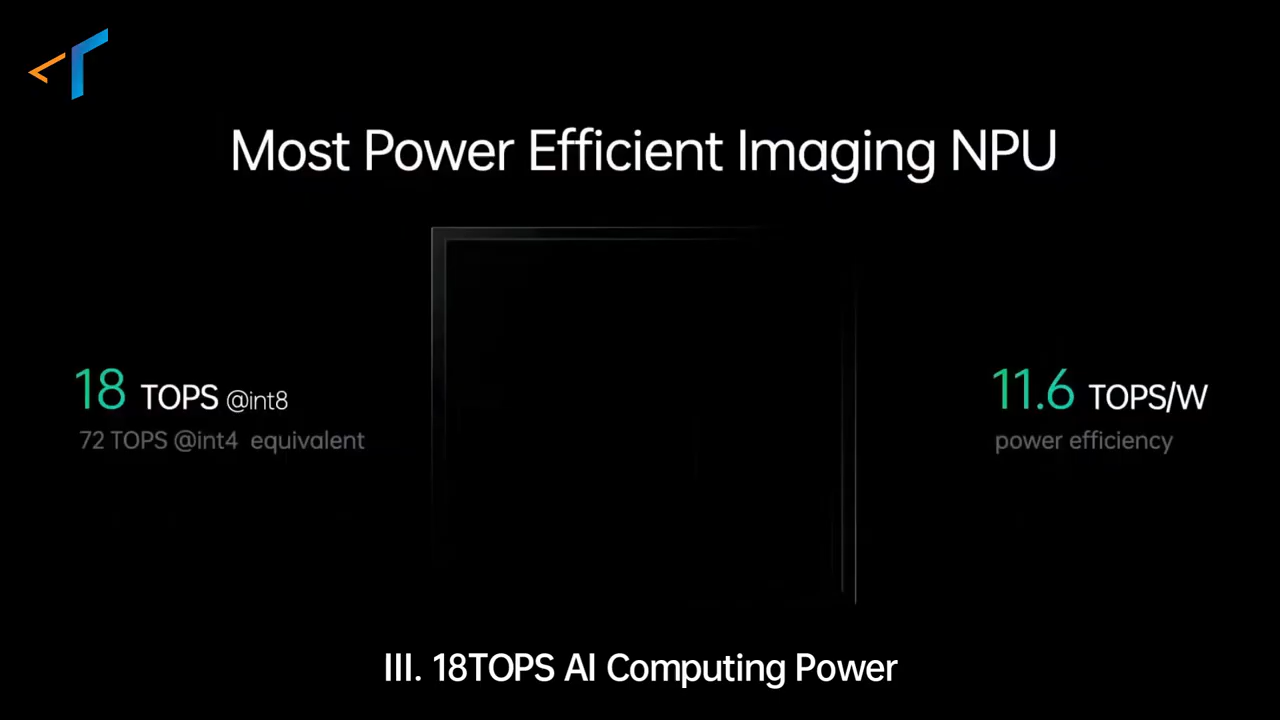 Most Power Efficient Imaging NPU
18 TOPS @int8
72 TOPS @int4 equivalent
11.6 TOPS/W
power efficiency
III. 18TOPS AI Computing Power